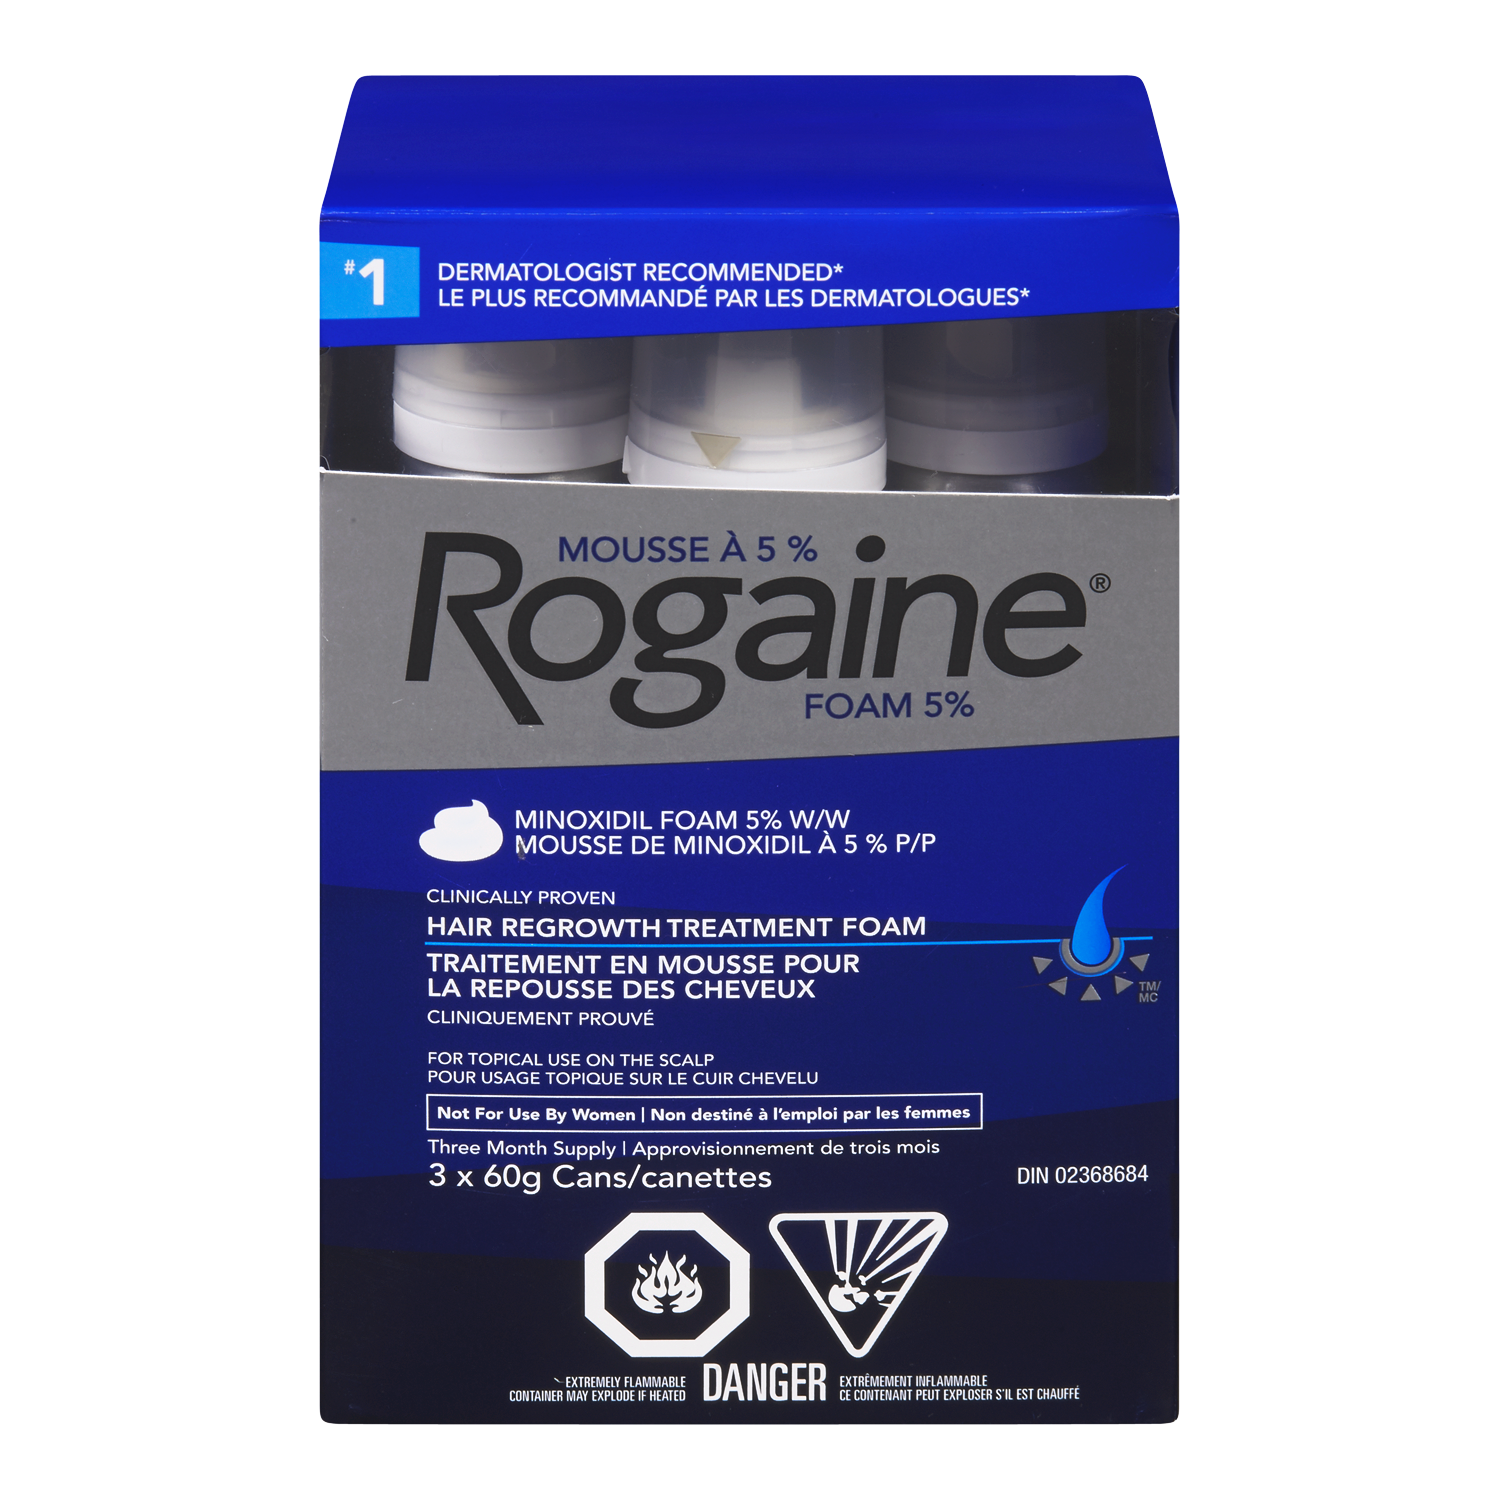 #1
DERMATOLOGIST RECOMMENDED*
LE PLUS RECOMMANDÉ PAR LES DERMATOLOGUES*
MOUSSE À 5 %
Rogaine®
FOAM 5%
MINOXIDIL FOAM 5% W/W
MOUSSE DE MINOXIDIL À 5 % P/P
CLINICALLY PROVEN
HAIR REGROWTH TREATMENT FOAM
TRAITEMENT EN MOUSSE POUR
LA REPOUSSE DES CHEVEUX
CLINIQUEMENT PROUVÉ
TM/
MC
FOR TOPICAL USE ON THE SCALP
POUR USAGE TOPIQUE SUR LE CUIR CHEVELU
Not For Use By Women | Non destiné à l'emploi par les femmes
Three Month Supply | Approvisionnement de trois mois
3 x 60g Cans/canettes
DIN 02368684
EXTREMELY FLAMMABLE
CONTAINER MAY EXPLODE IF HEATED
DANGER
EXTRÊMEMENT INFLAMMABLE
CE CONTENANT PEUT EXPLOSER S'IL EST CHAUFFÉ